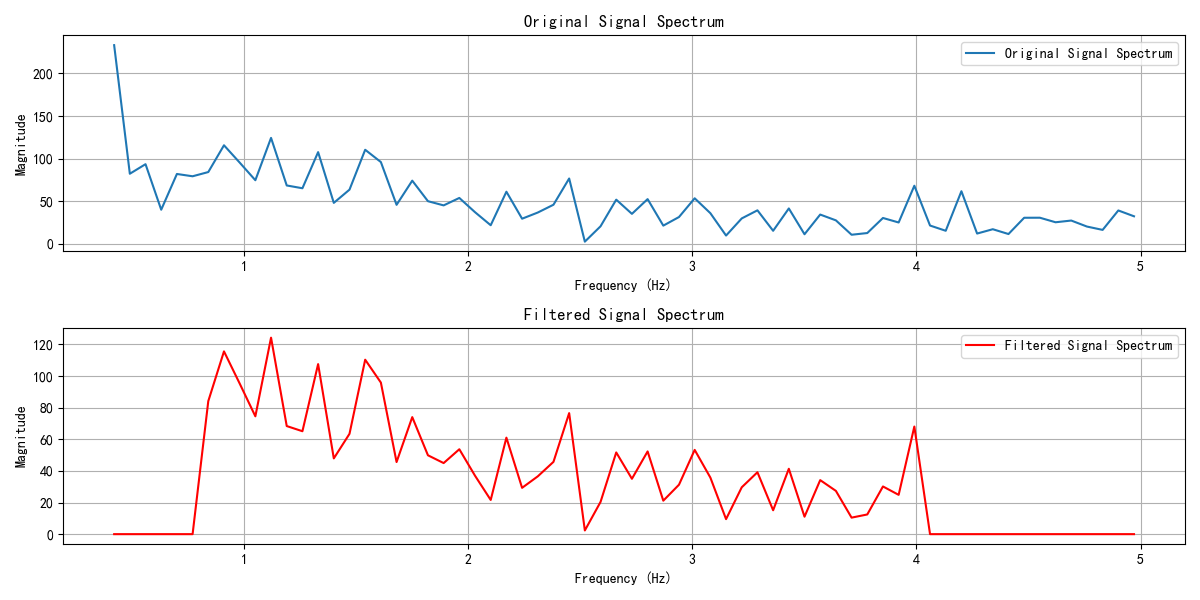 Original Signal Spectrum
Original Signal Spectrum
200
150
100
50
0
Magnitude
1 2 3 4 5
Frequency (Hz)
Filtered Signal Spectrum
Filtered Signal Spectrum
120
100
80
60
40
20
0
Magnitude
1 2 3 4 5
Frequency (Hz)